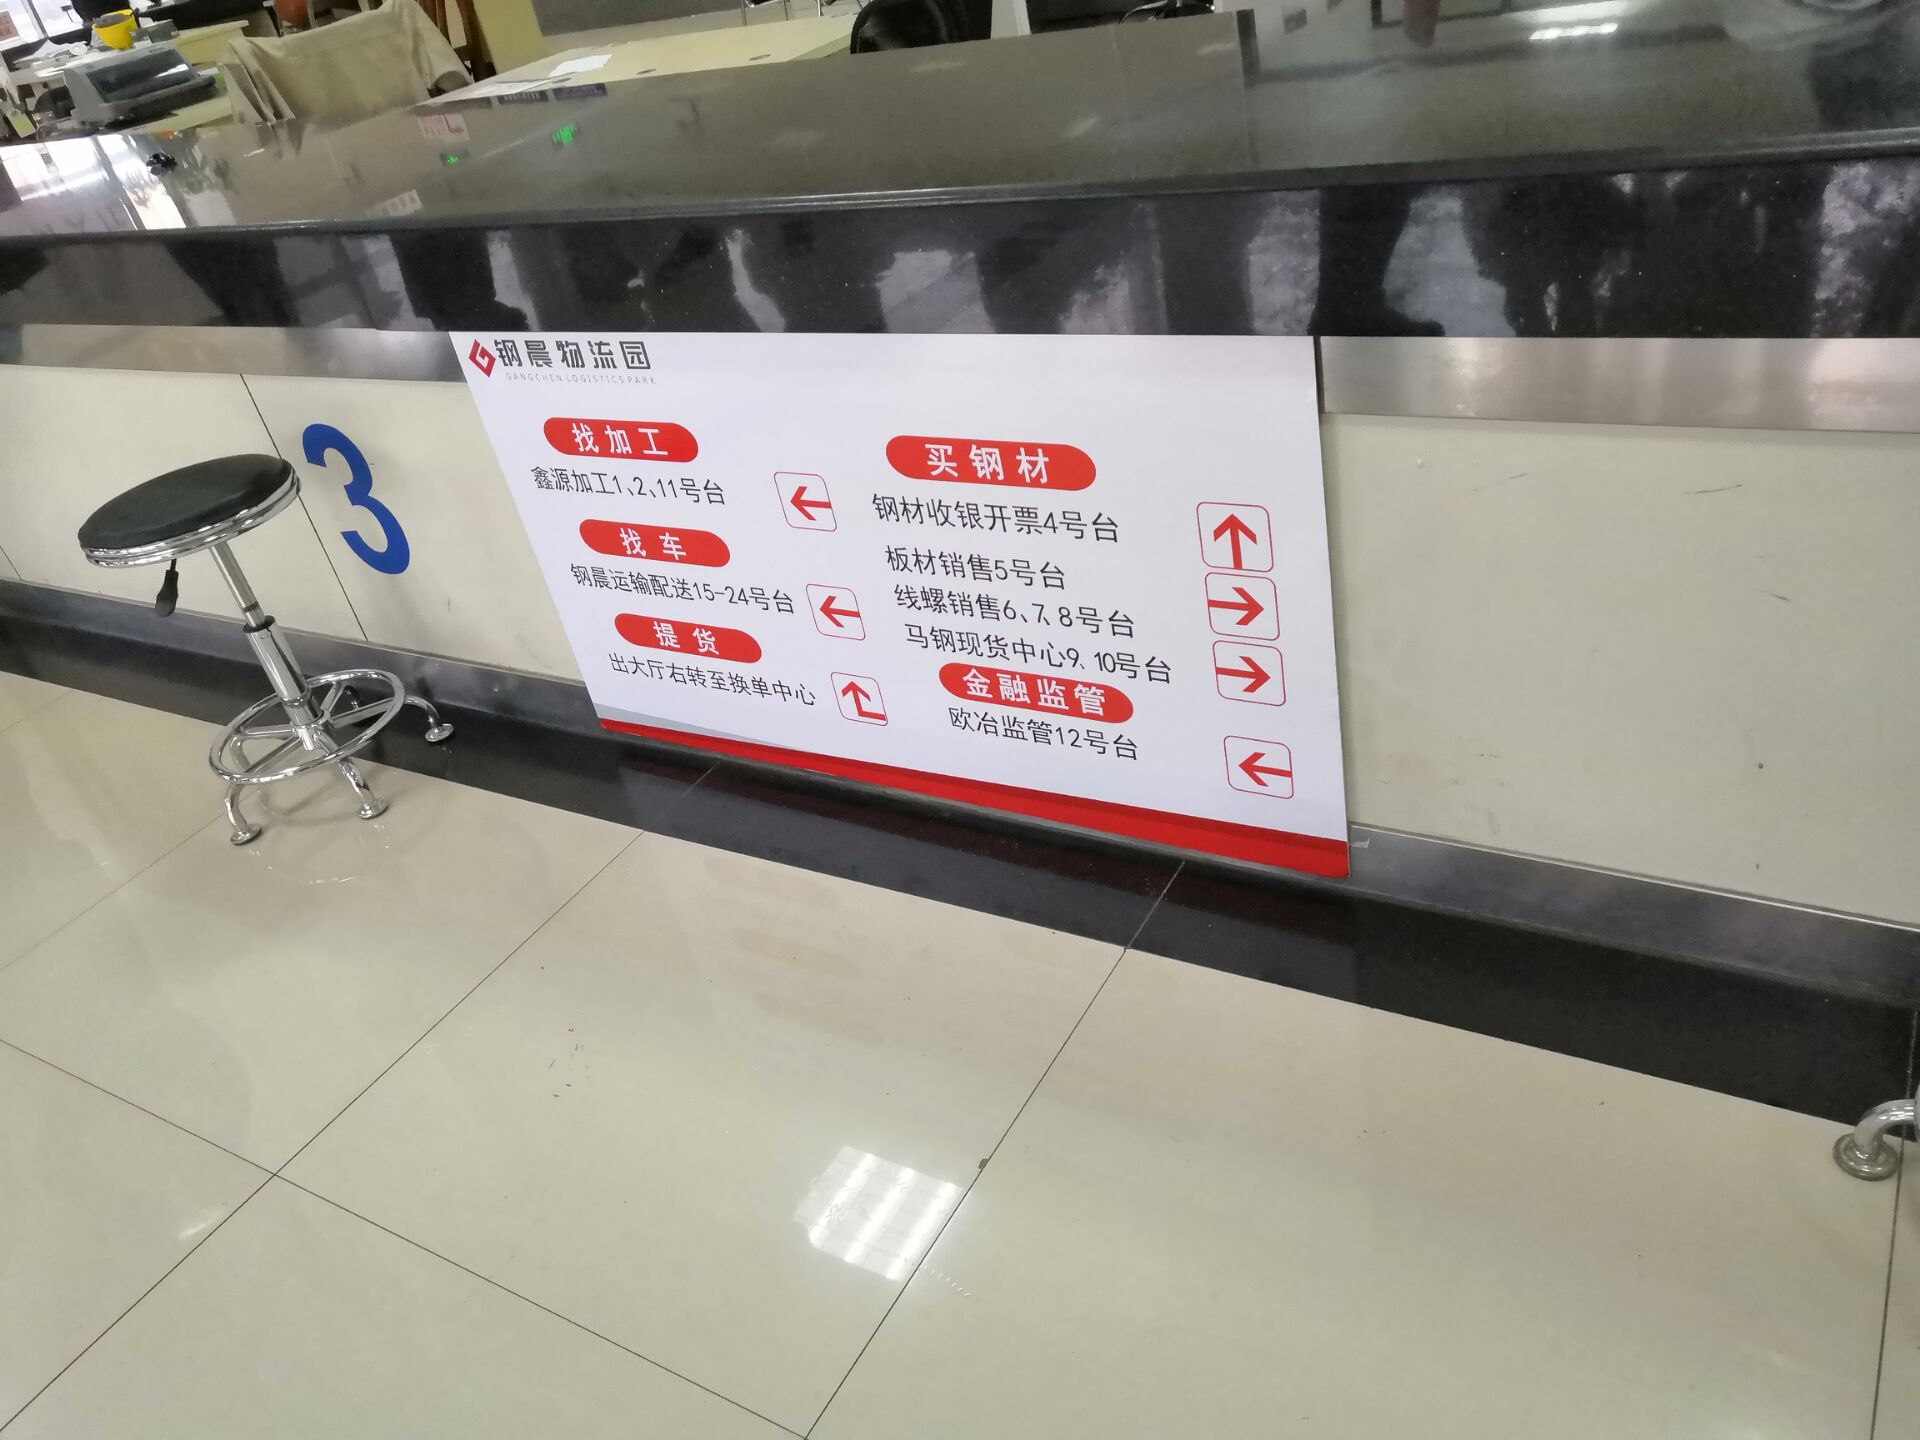 钢晨物流园
GANGCHEN LOGISTICS PARK
3
找加工
鑫源加工1、2、11号台
找车
钢晨运输配送15-24号台
提货
出大厅右转至换单中心
买钢材
钢材收银开票4号台
板材销售5号台
线螺销售6、7、8号台
马钢现货中心9、10号台
金融监管
欧冶监管12号台